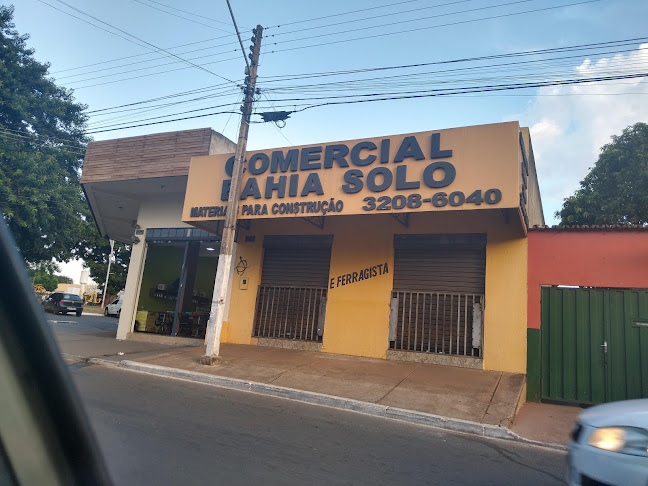 COMERCIAL
BAHIA SOLO
MATERIAL PARA CONSTRUÇÃO 3208-6040
E FERRAGISTA